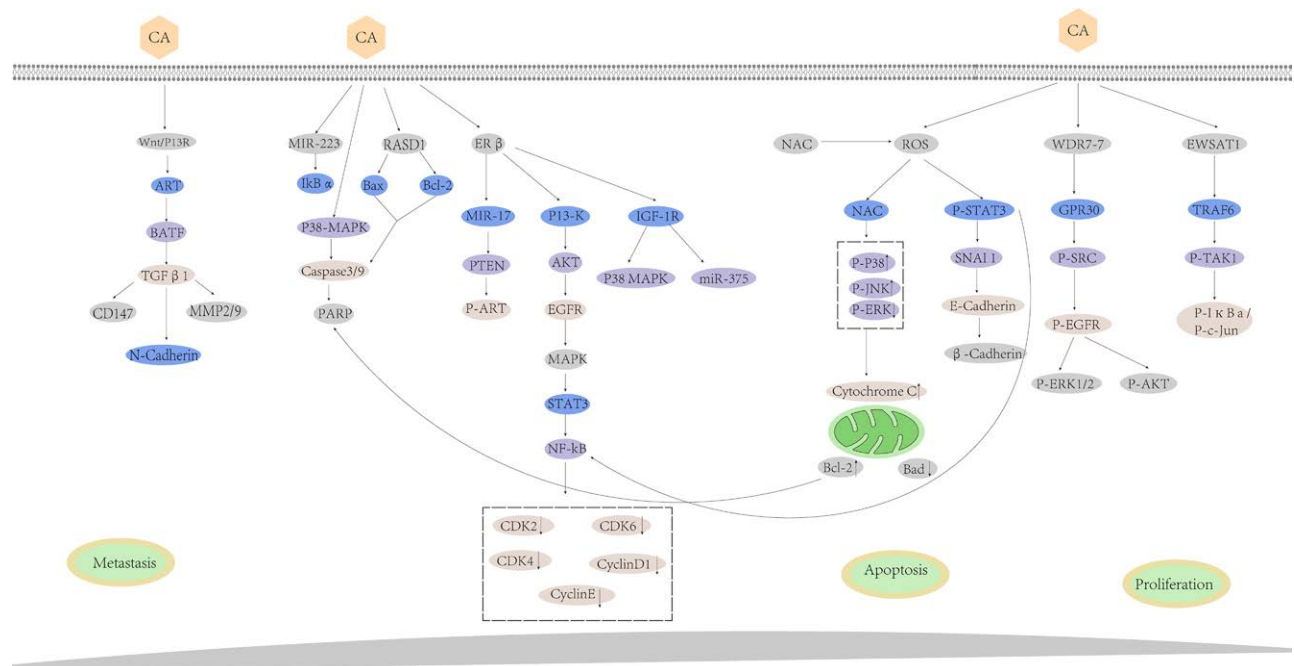 CA
CA
CA
Wnt/P13R
ART
BATF
TGF β 1
CD147
MMP2/9
N-Cadherin
MIR-223
IkB α
P38-MAPK
RASD1
Bax
Bcl-2
Caspase3/9
PARP
ER β
MIR-17
PTEN
P-ART
P13-K
AKT
EGFR
MAPK
STAT3
NF-kB
IGF-1R
P38 MAPK
miR-375
CDK2
CDK6
CDK4
CyclinD1
CyclinE
NAC
ROS
NAC
P-P38
P-JNK
P-ERK
Cytochrome C
Bcl-2
Bad
P-STAT3
SNAI 1
E-Cadherin
β -Cadherin
WDR7-7
GPR30
P-SRC
P-EGFR
P-ERK1/2
P-AKT
EWSAT1
TRAF6
P-TAK1
P-I κ B a /
P-c-Jun
Metastasis
Apoptosis
Proliferation